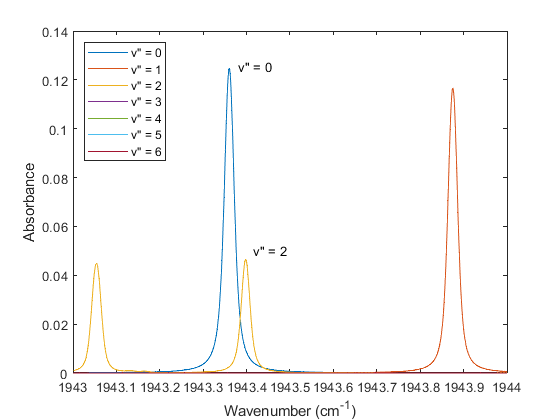 0.14
0.12
0.1
0.08
0.06
0.04
0.02
0
Absorbance
v" = 0
v" = 1
v" = 2
v" = 3
v" = 4
v" = 5
v" = 6
v" = 0
v" = 2
1943 1943.1 1943.2 1943.3 1943.4 1943.5 1943.6 1943.7 1943.8 1943.9 1944
Wavenumber (cm⁻¹)